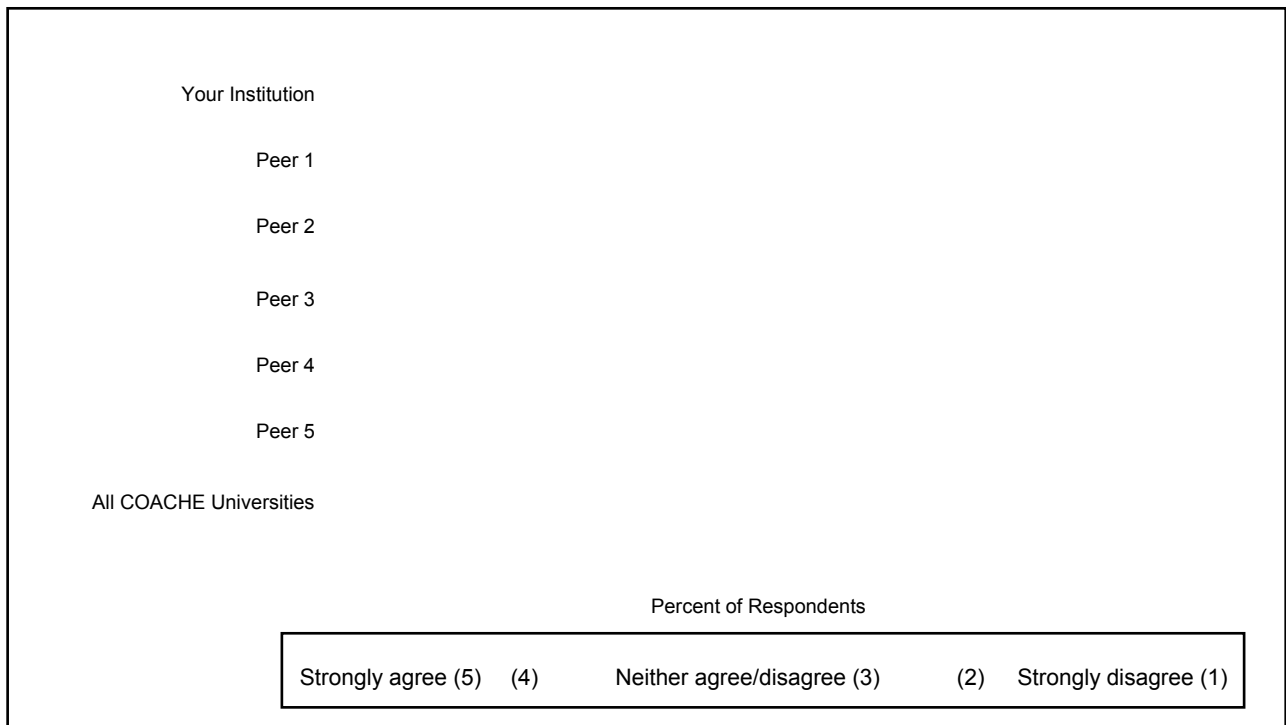 Your Institution
Peer 1
Peer 2
Peer 3
Peer 4
Peer 5
All COACHE Universities
Percent of Respondents
Strongly agree (5) (4) Neither agree/disagree (3) (2) Strongly disagree (1)